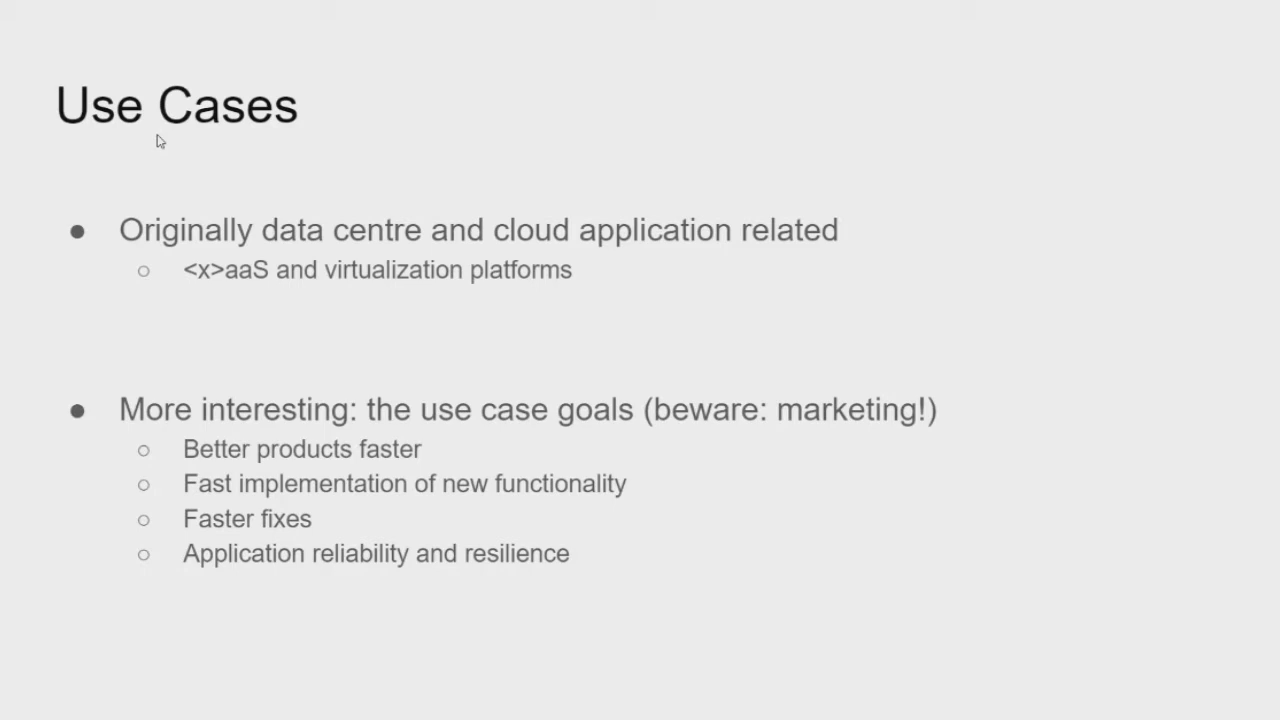 Use Cases
● Originally data centre and cloud application related
○ <x>aaS and virtualization platforms
● More interesting: the use case goals (beware: marketing!)
○ Better products faster
○ Fast implementation of new functionality
○ Faster fixes
○ Application reliability and resilience